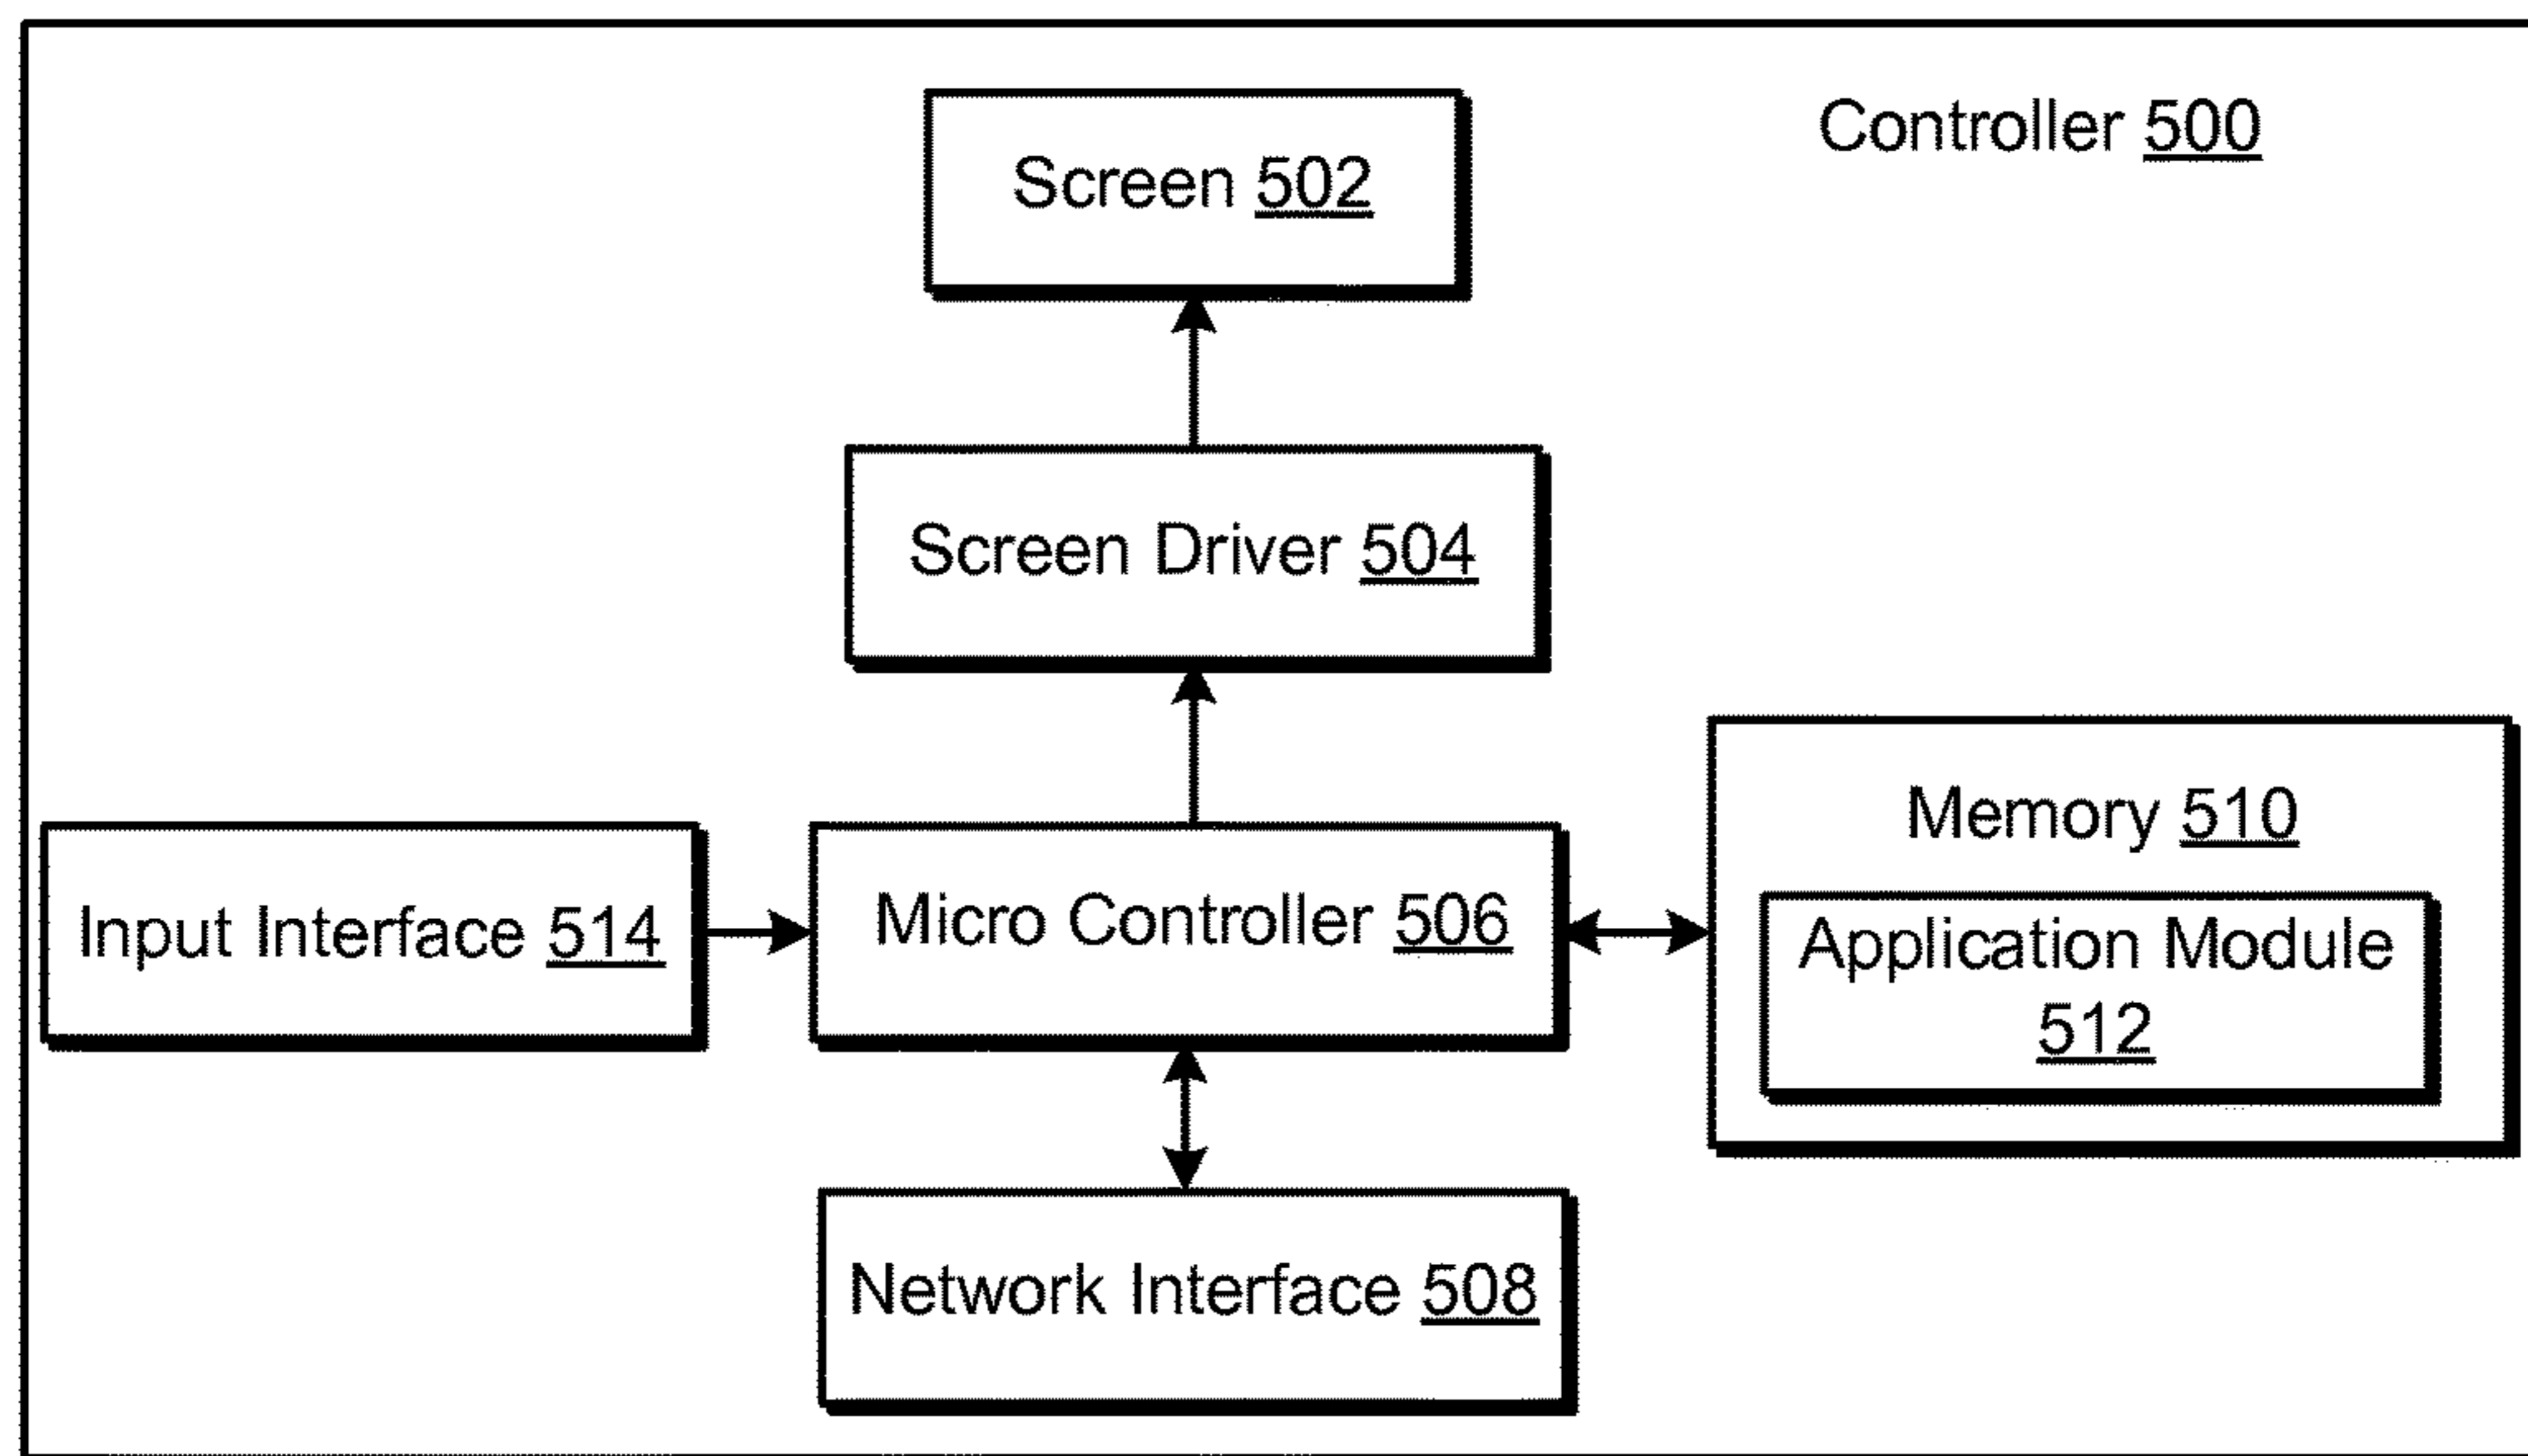 Controller 500
Screen 502
Screen Driver 504
Memory 510
Input Interface 514
Micro Controller 506
Application Module
512
Network Interface 508